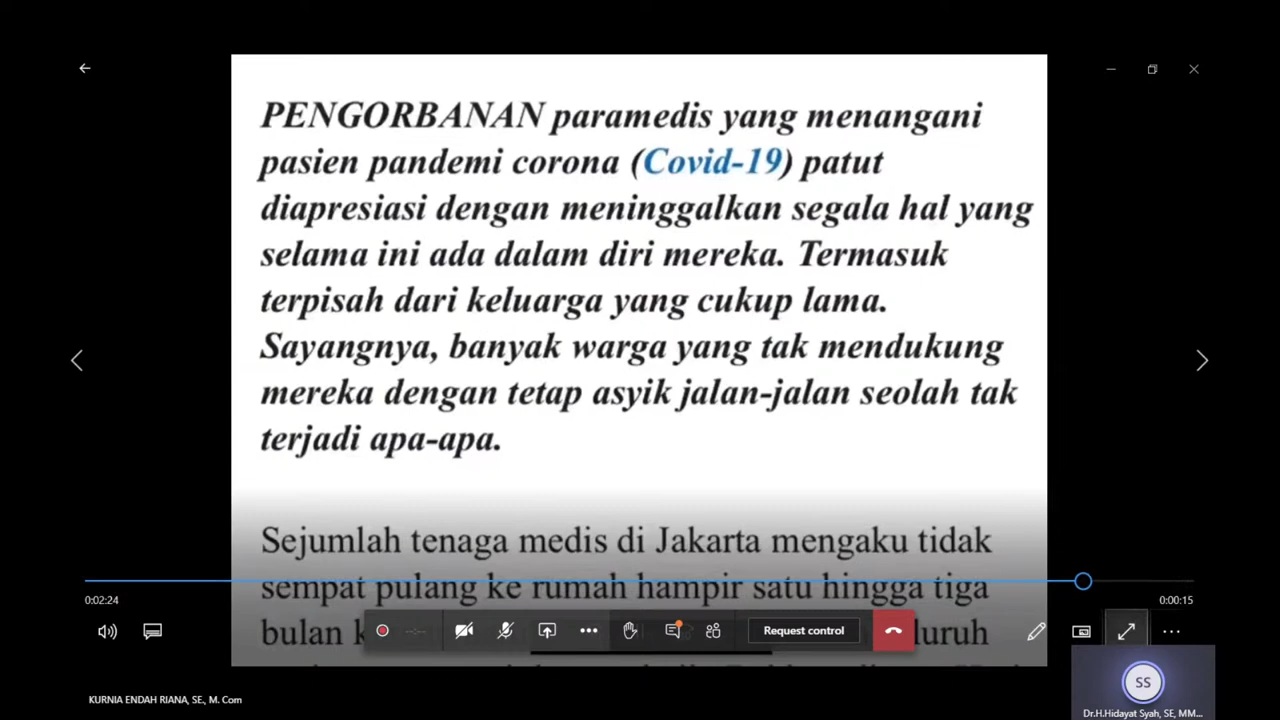 PENGORBANAN paramedis yang menangani
pasien pandemi corona (Covid-19) patut
diapresiasi dengan meninggalkan segala hal yang
selama ini ada dalam diri mereka. Termasuk
terpisah dari keluarga yang cukup lama.
Sayangnya, banyak warga yang tak mendukung
mereka dengan tetap asyik jalan-jalan seolah tak
terjadi apa-apa.
Sejumlah tenaga medis di Jakarta mengaku tidak
sempat pulang ke rumah hampir satu hingga tiga
0:02:24
0:00:15
bulan
Request control
SS
KURNIA ENDAH RIANA, SE., M. Com
Dr.H.Hidayat Syah, SE, MM...